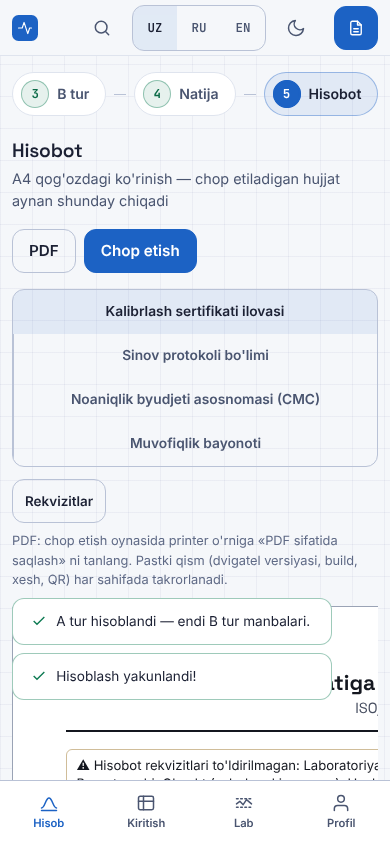 UZ RU EN
3 B tur 4 Natija 5 Hisobot
Hisobot
A4 qog'ozdagi ko'rinish — chop etiladigan hujjat
aynan shunday chiqadi
PDF Chop etish
Kalibrlash sertifikati ilovasi
Sinov protokoli bo'limi
Noaniqlik byudjeti asosnomasi (CMC)
Muvofiqlik bayonoti
Rekvizitlar
PDF: chop etish oynasida printer o'rniga «PDF sifatida
saqlash» ni tanlang. Pastki qism (dvigatel versiyasi, build,
xesh, QR) har sahifada takrorlanadi.
A tur hisoblandi — endi B tur manbalari.
Hisoblash yakunlandi!
atiga
ISO
⚠ Hisobot rekvizitlari to'ldirilmagan: Laboratoriya
Hisob Kiritish Lab Profil